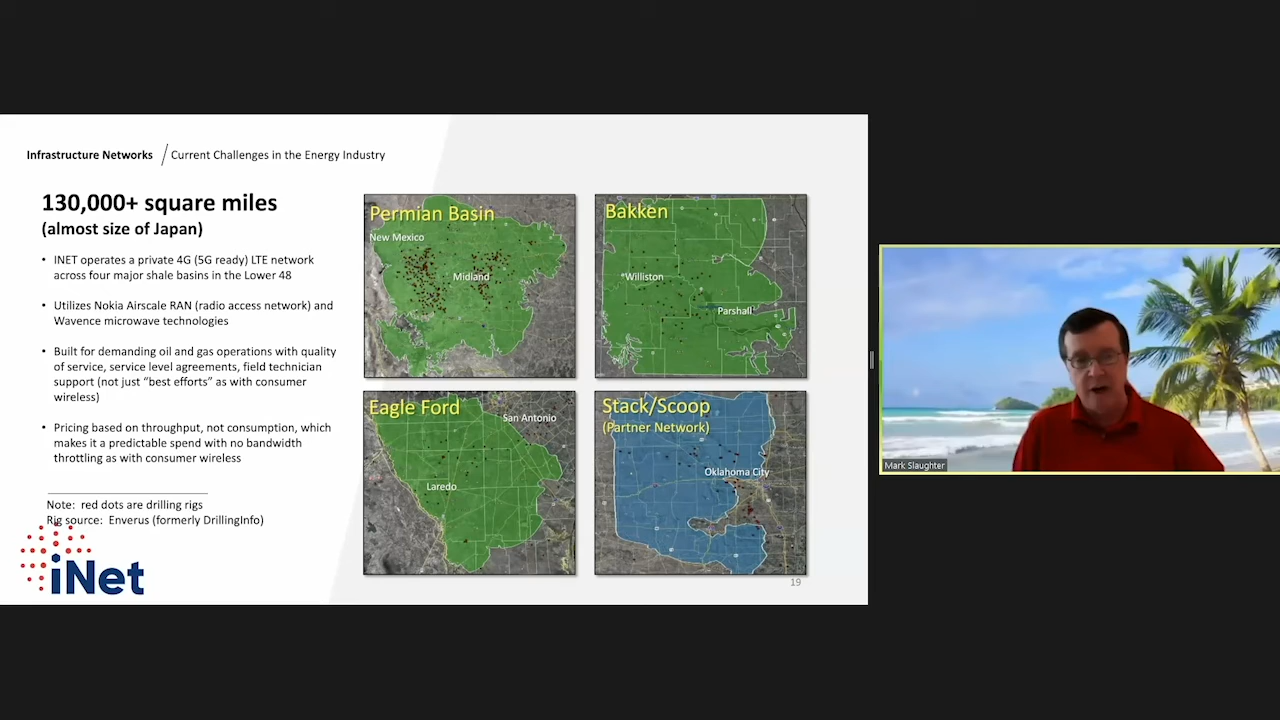 Infrastructure Networks / Current Challenges in the Energy Industry
130,000+ square miles
(almost size of Japan)
• INET operates a private 4G (5G ready) LTE network
across four major shale basins in the Lower 48
• Utilizes Nokia Airscale RAN (radio access network) and
Wavence microwave technologies
• Built for demanding oil and gas operations with quality
of service, service level agreements, field technician
support (not just “best efforts” as with consumer
wireless)
• Pricing based on throughput, not consumption, which
makes it a predictable spend with no bandwidth
throttling as with consumer wireless
Note: red dots are drilling rigs
Rig source: Enverus (formerly DrillingInfo)
iNet
Permian Basin
New Mexico
Midland
Bakken
*Williston
Parshall
Eagle Ford
San Antonio
Laredo
Stack/Scoop
(Partner Network)
Oklahoma City
19
Mark Slaughter